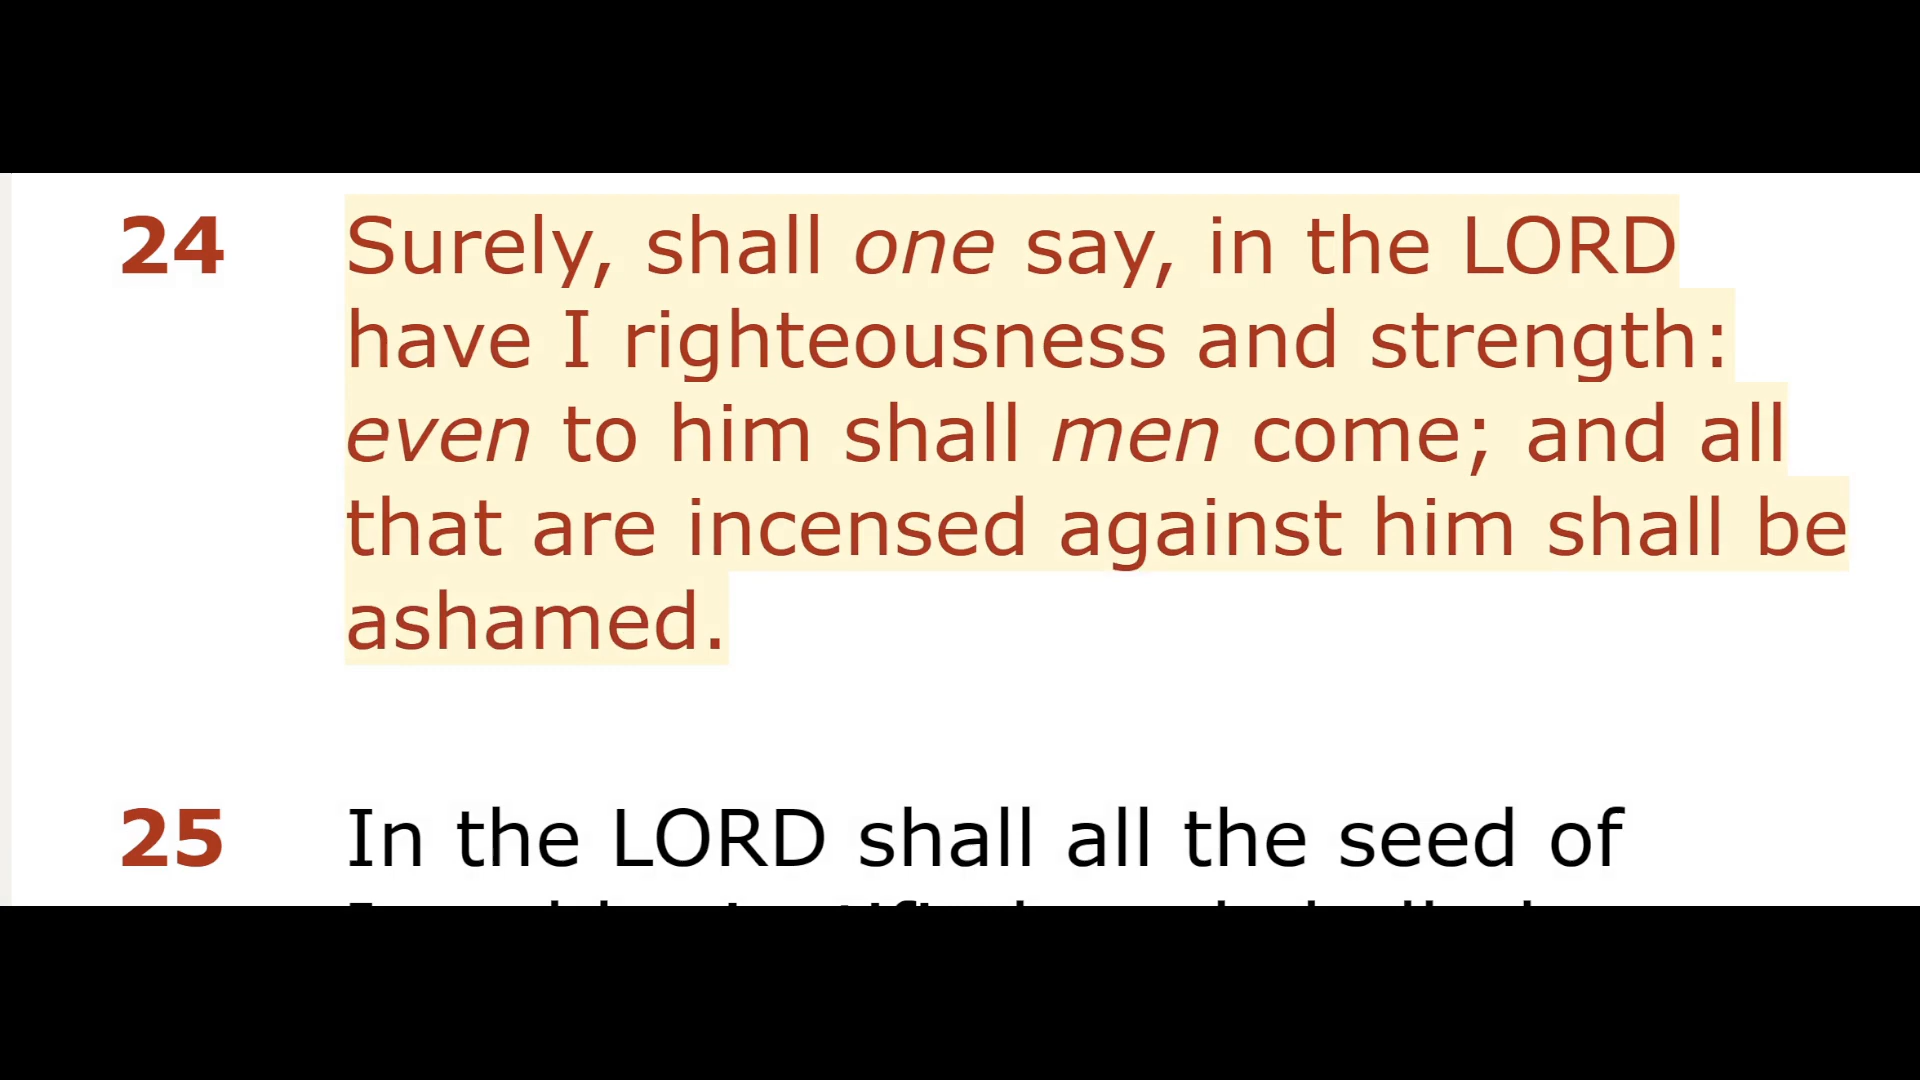 24 Surely, shall one say, in the LORD
have I righteousness and strength:
even to him shall men come; and all
that are incensed against him shall be
ashamed.
25 In the LORD shall all the seed of